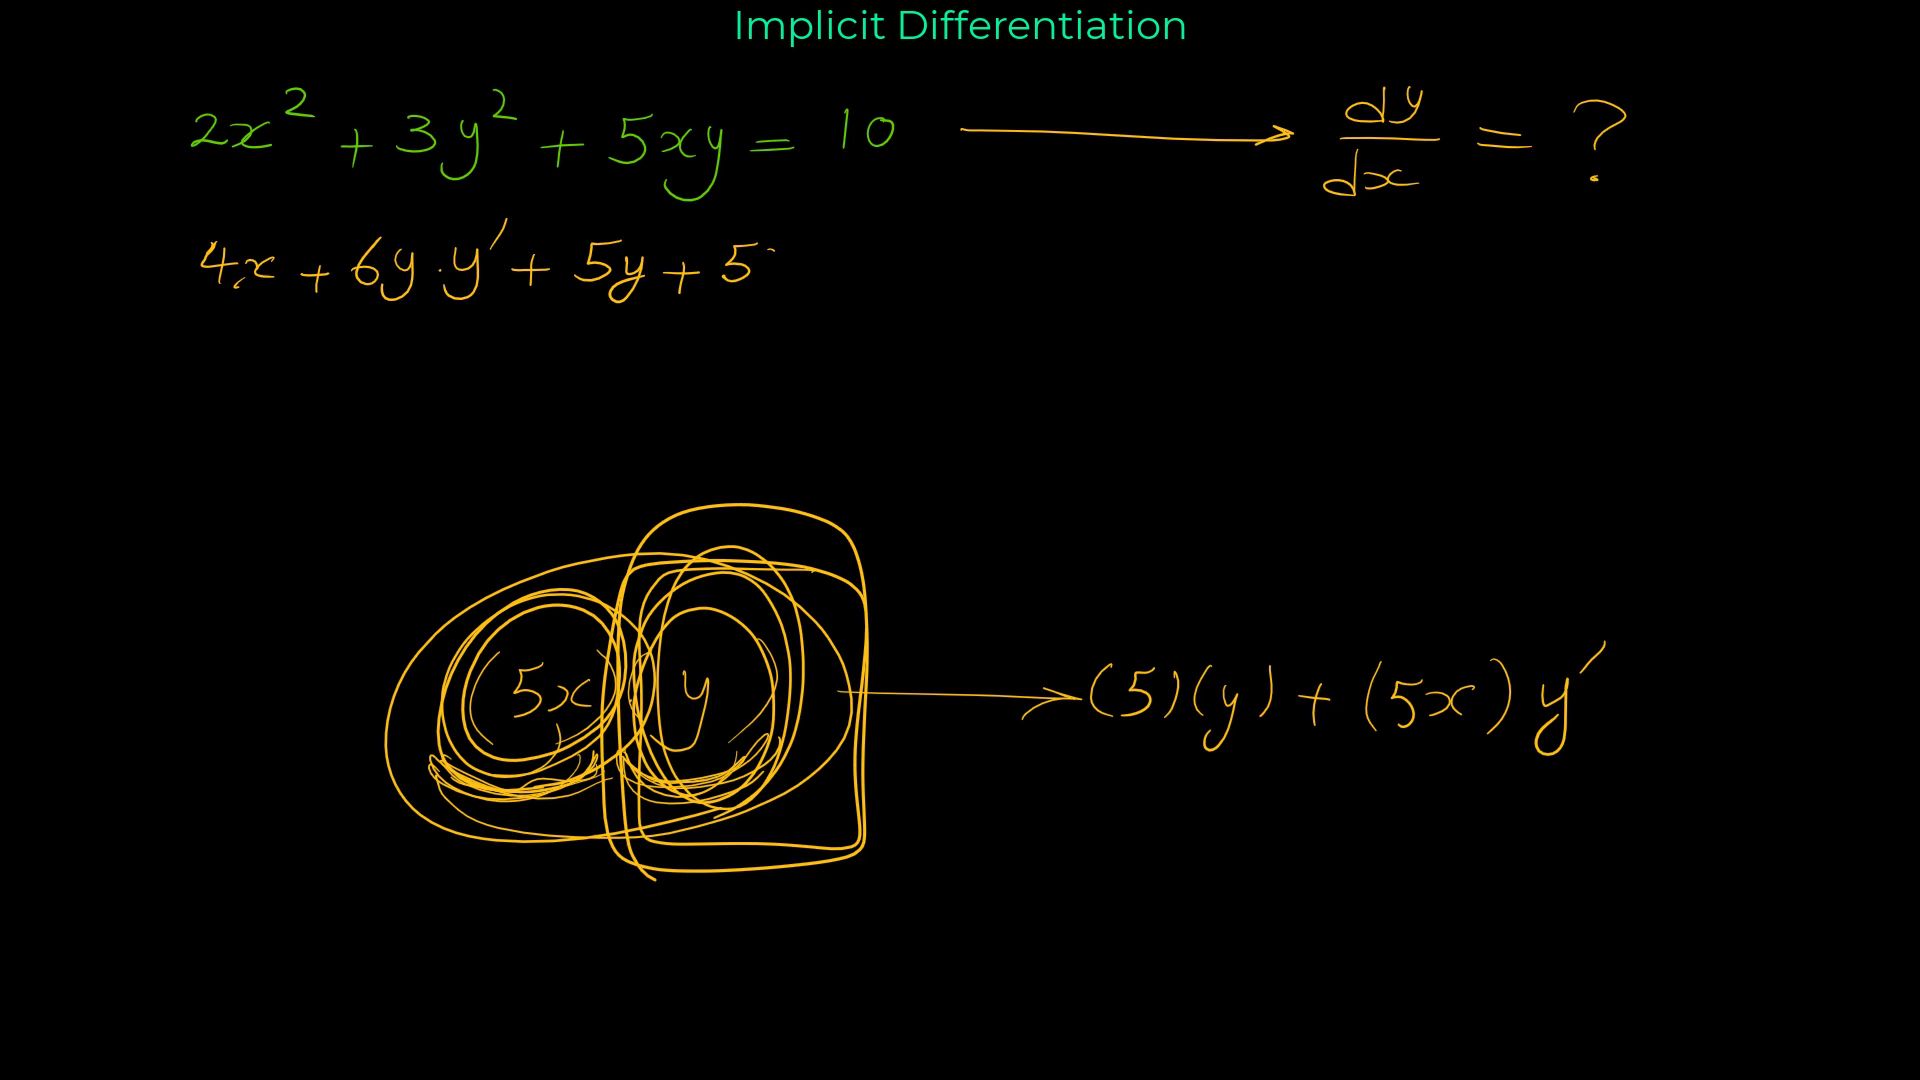 Implicit Differentiation
2x² + 3y² + 5xy = 10 → dy/dx = ?
4x + 6y·y′ + 5y + 5
5x y → (5)(y) + (5x) y′